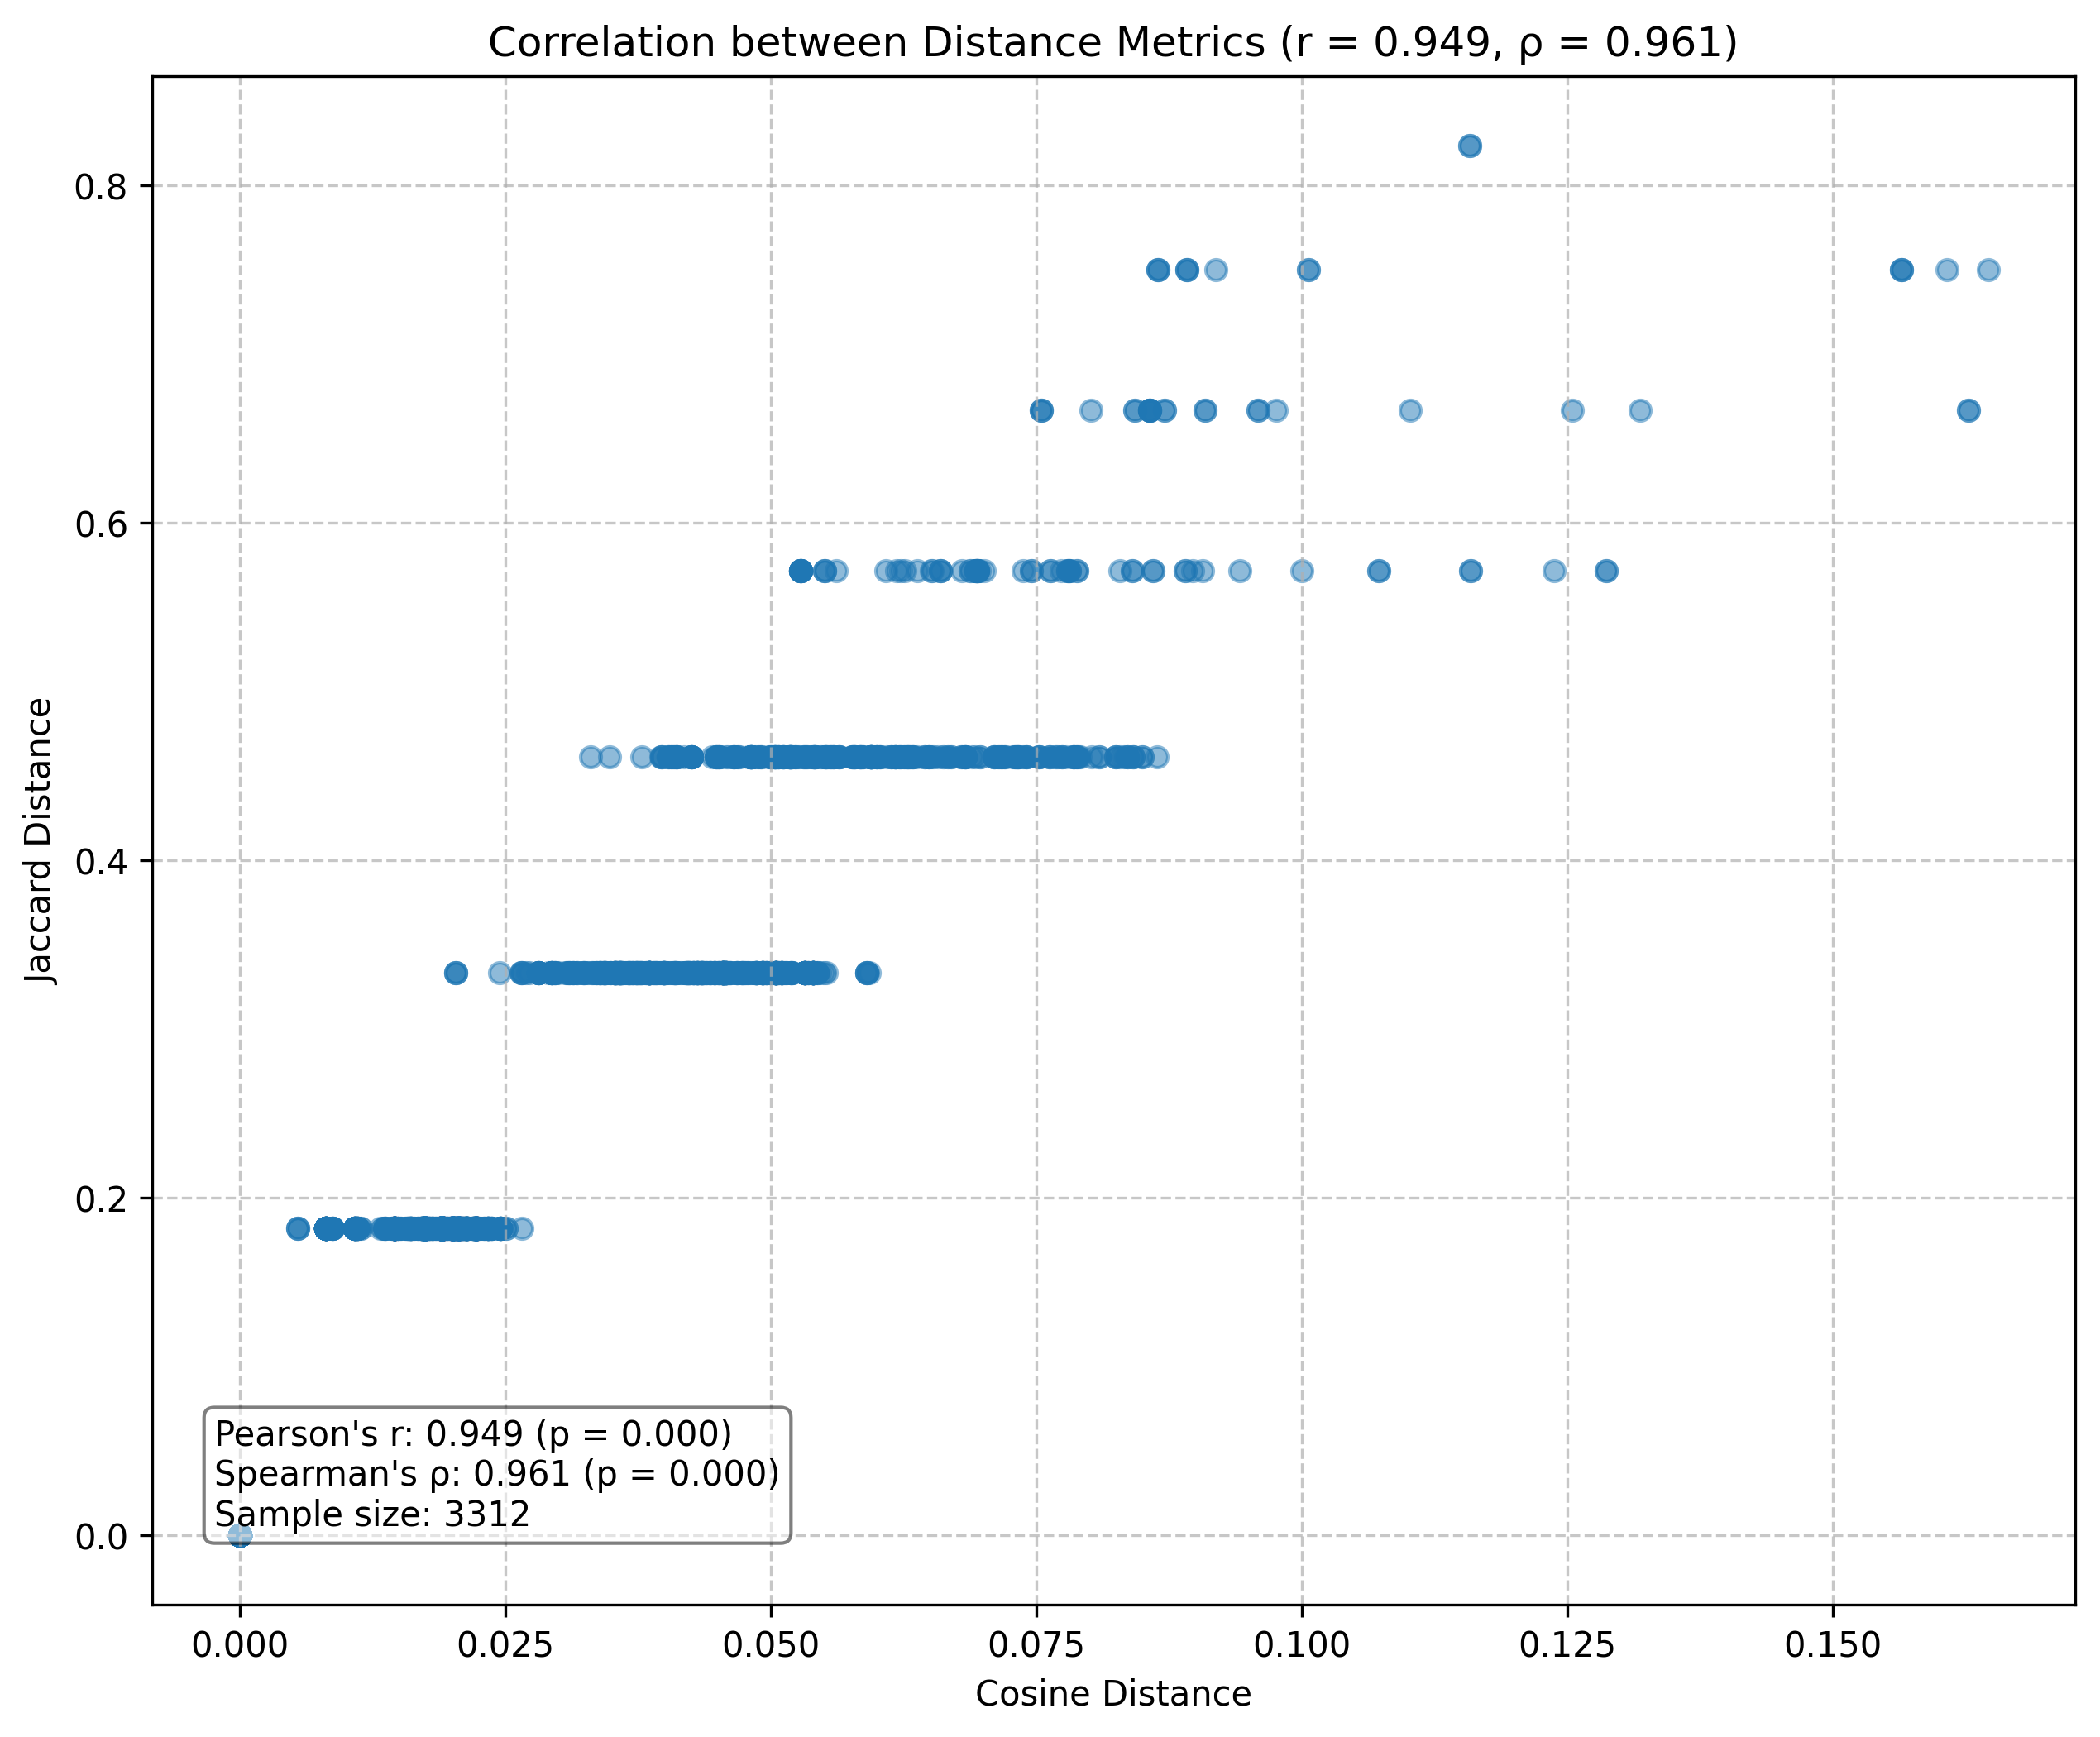 Correlation between Distance Metrics (r = 0.949, ρ = 0.961)
Jaccard Distance
0.8
0.6
0.4
0.2
0.0
Pearson's r: 0.949 (p = 0.000)
Spearman's ρ: 0.961 (p = 0.000)
Sample size: 3312
0.000 0.025 0.050 0.075 0.100 0.125 0.150
Cosine Distance